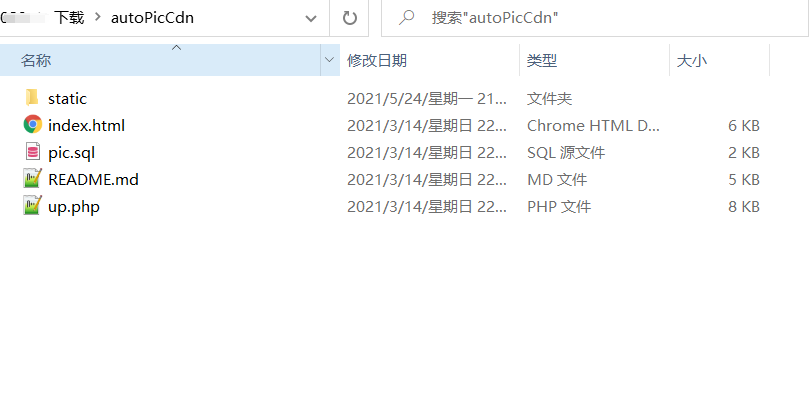 下载 > autoPicCdn 搜索"autoPicCdn"
名称 修改日期 类型 大小
static 2021/5/24/星期一 21... 文件夹
index.html 2021/3/14/星期日 22... Chrome HTML D... 6 KB
pic.sql 2021/3/14/星期日 22... SQL 源文件 2 KB
README.md 2021/3/14/星期日 22... MD 文件 5 KB
up.php 2021/3/14/星期日 22... PHP 文件 8 KB